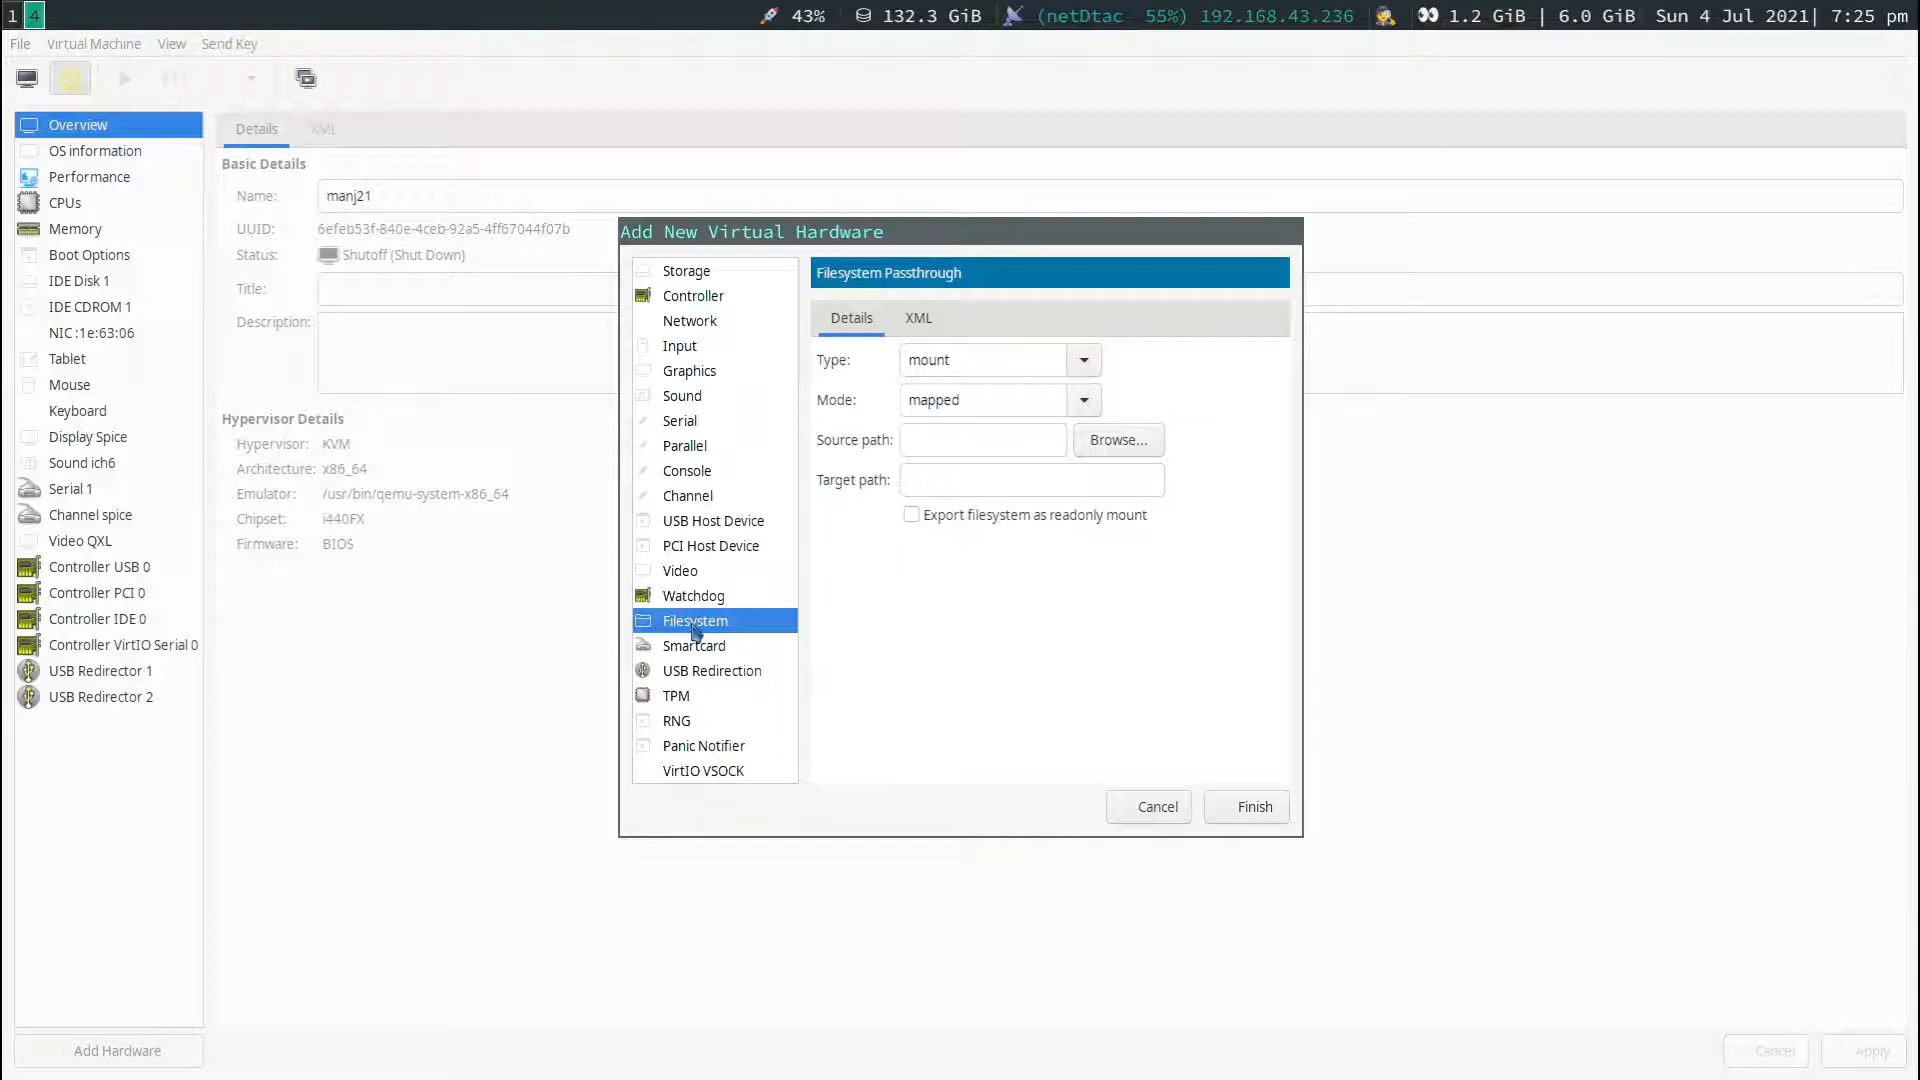 1 4 43% 132.3 GiB (netDtac 55%) 192.168.43.236 1.2 GiB | 6.0 GiB Sun 4 Jul 2021| 7:25 pm
File Virtual Machine View Send Key
Overview
OS information
Performance
CPUs
Memory
Boot Options
IDE Disk 1
IDE CDROM 1
NIC :1e:63:06
Tablet
Mouse
Keyboard
Display Spice
Sound ich6
Serial 1
Channel spice
Video QXL
Controller USB 0
Controller PCI 0
Controller IDE 0
Controller VirtIO Serial 0
USB Redirector 1
USB Redirector 2
Add Hardware
Details XML
Basic Details
Name: manj21
UUID: 6efeb53f-840e-4ceb-92a5-4ff67044f07b
Status: Shutoff (Shut Down)
Title:
Description:
Hypervisor Details
Hypervisor: KVM
Architecture: x86_64
Emulator: /usr/bin/qemu-system-x86_64
Chipset: i440FX
Firmware: BIOS
Add New Virtual Hardware
Storage
Controller
Network
Input
Graphics
Sound
Serial
Parallel
Console
Channel
USB Host Device
PCI Host Device
Video
Watchdog
Filesystem
Smartcard
USB Redirection
TPM
RNG
Panic Notifier
VirtIO VSOCK
Filesystem Passthrough
Details XML
Type: mount
Mode: mapped
Source path: Browse...
Target path:
Export filesystem as readonly mount
Cancel Finish
Cancel Apply